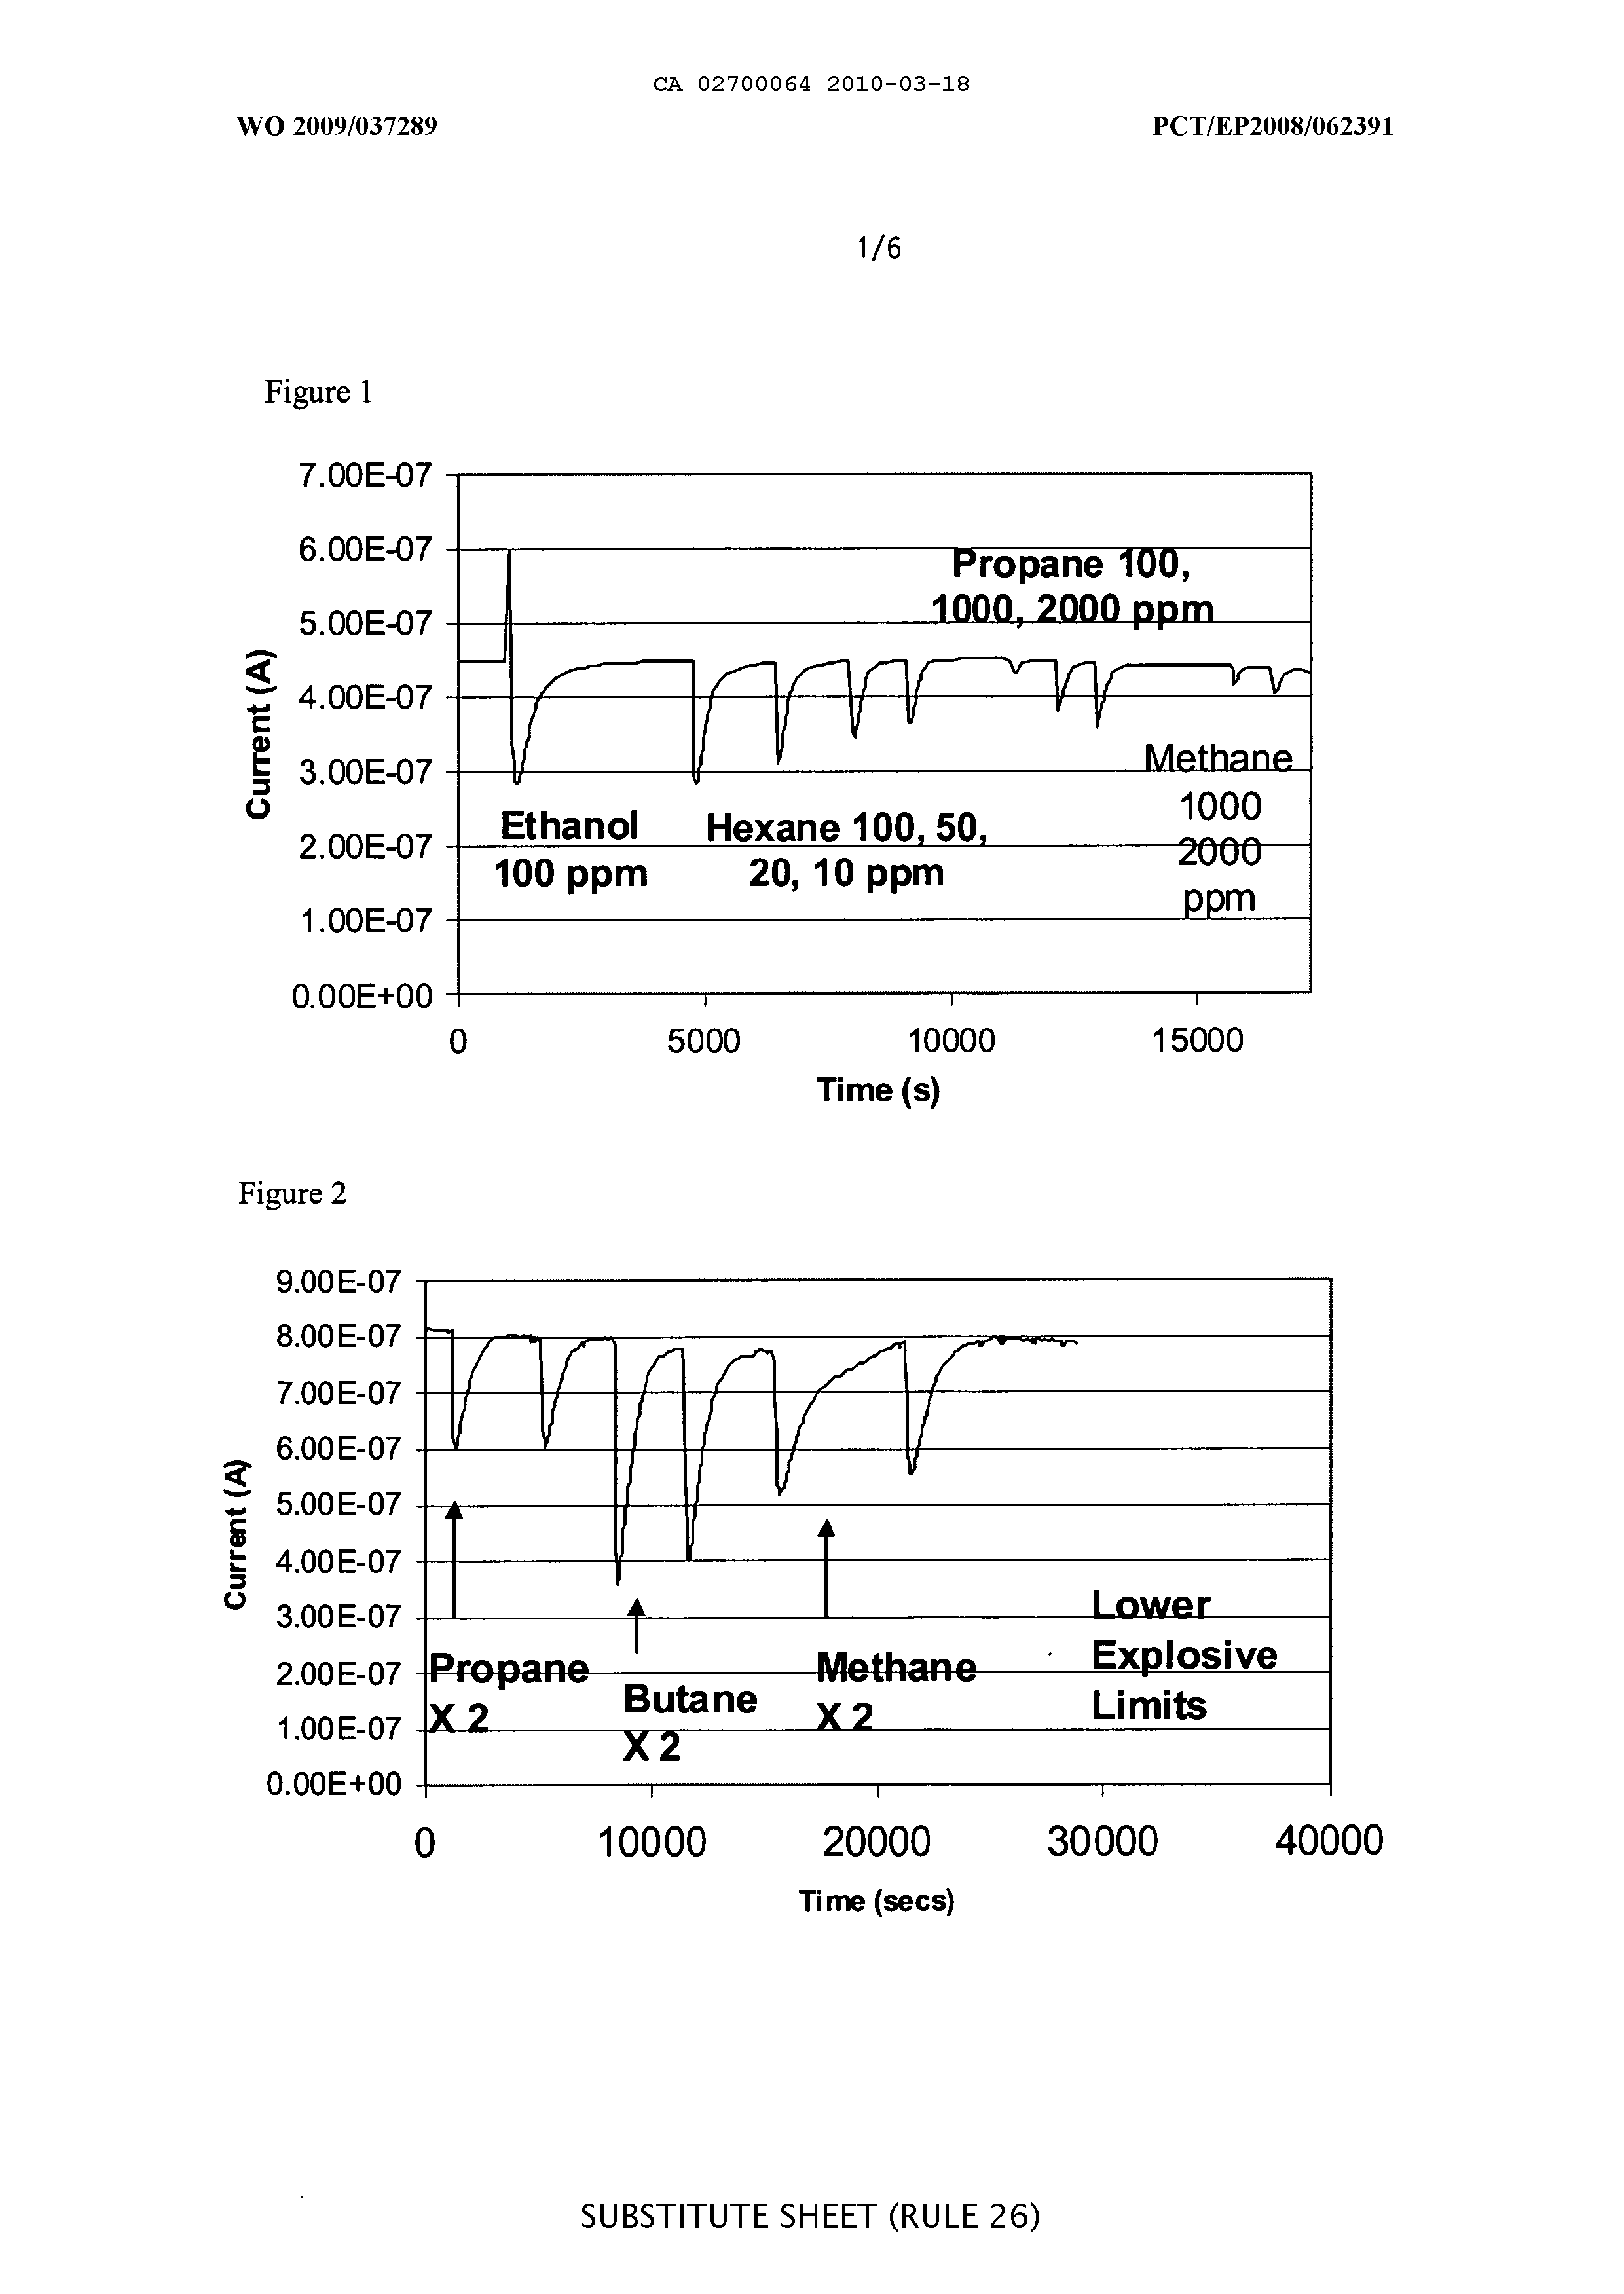 CA 02700064 2010-03-18
WO 2009/037289
PCT/EP2008/062391
1/6
Figure 1
7.00E-07
6.00E-07
5.00E-07
4.00E-07
3.00E-07
2.00E-07
1.00E-07
0.00E+00
Current (A)
Propane 100,
1000, 2000 ppm
Ethanol
100 ppm
Hexane 100, 50,
20, 10 ppm
Methane
1000
2000
ppm
0
5000
10000
15000
Time (s)
Figure 2
9.00E-07
8.00E-07
7.00E-07
6.00E-07
5.00E-07
4.00E-07
3.00E-07
2.00E-07
1.00E-07
0.00E+00
Current (A)
Propane
X 2
Butane
X 2
Methane
X 2
Lower
Explosive
Limits
0
10000
20000
30000
40000
Time (secs)
SUBSTITUTE SHEET (RULE 26)